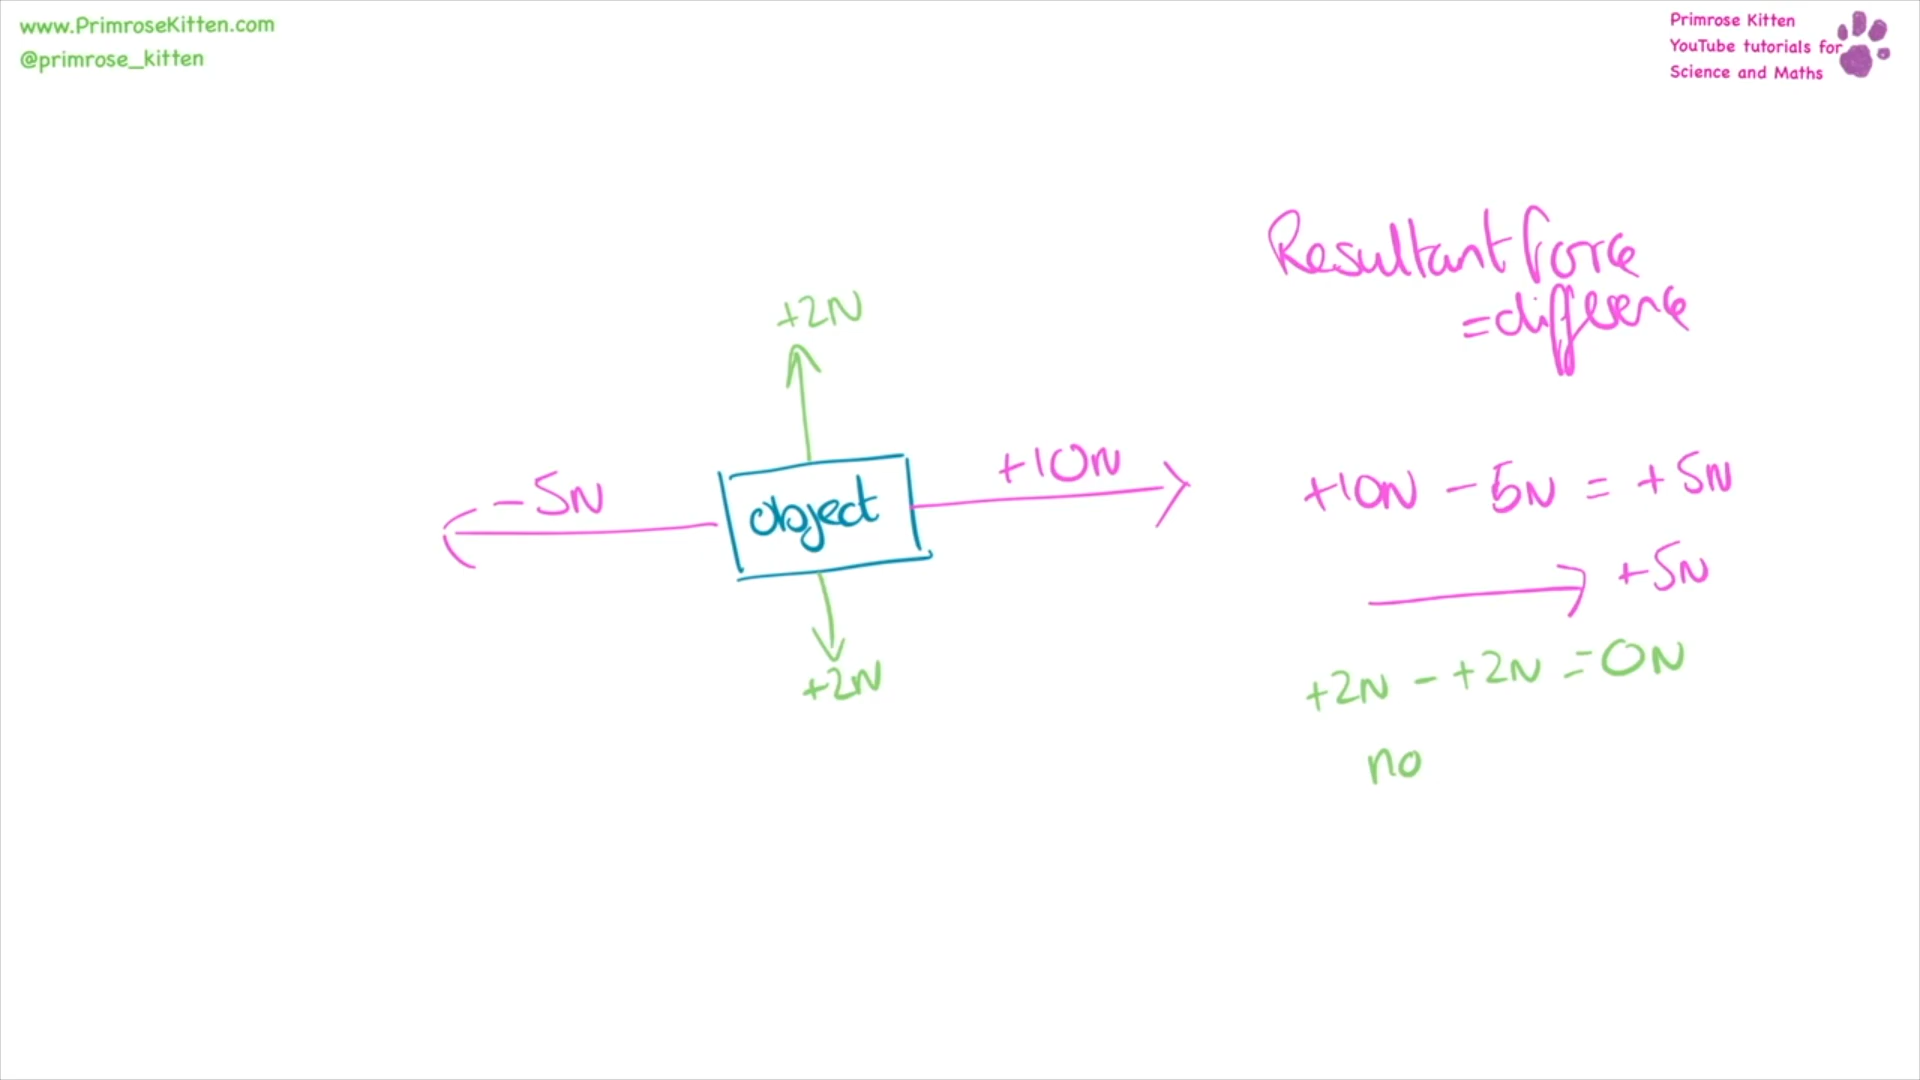 www.PrimroseKitten.com
@primrose_kitten
Primrose Kitten
YouTube tutorials for
Science and Maths
Resultant force
=difference
+2N
-5N
object
+10N
+2N
+10N - 5N = +5N
+5N
+2N - +2N = 0N
no